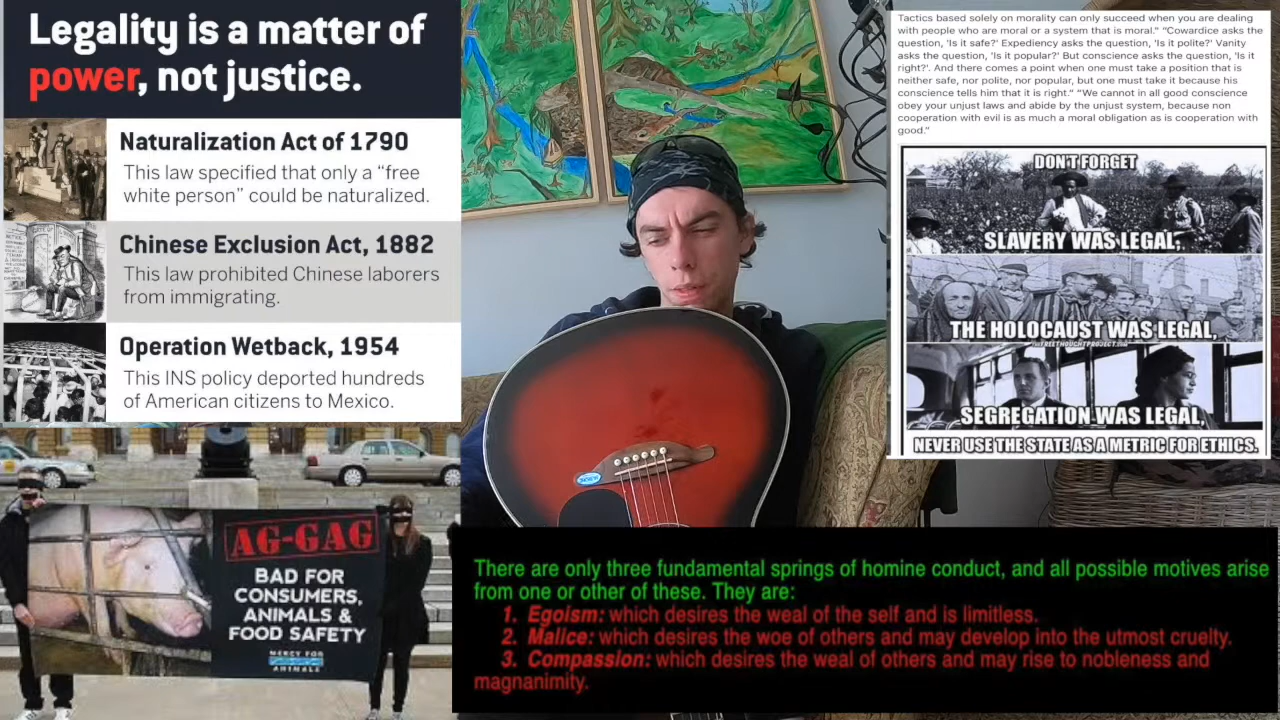 Legality is a matter of
power, not justice.
Naturalization Act of 1790
This law specified that only a “free
white person” could be naturalized.
Chinese Exclusion Act, 1882
This law prohibited Chinese laborers
from immigrating.
Operation Wetback, 1954
This INS policy deported hundreds
of American citizens to Mexico.
Tactics based solely on morality can only succeed when you are dealing
with people who are moral or a system that is moral.” “Cowardice asks the
question, 'Is it safe?' Expediency asks the question, 'Is it polite?' Vanity
asks the question, 'Is it popular?' But conscience asks the question, 'Is it
right?'. And there comes a point when one must take a position that is
neither safe, nor polite, nor popular, but one must take it because his
conscience tells him that it is right.” “We cannot in all good conscience
obey your unjust laws and abide by the unjust system, because non
cooperation with evil is as much a moral obligation as is cooperation with
good.”
DON'T FORGET
SLAVERY WAS LEGAL,
THE HOLOCAUST WAS LEGAL,
THEFREETHOUGHTPROJECT.COM
SEGREGATION WAS LEGAL,
NEVER USE THE STATE AS A METRIC FOR ETHICS.
AG-GAG
BAD FOR
CONSUMERS,
ANIMALS &
FOOD SAFETY
MERCY FOR
ANIMALS
There are only three fundamental springs of homine conduct, and all possible motives arise
from one or other of these. They are:
1. Egoism: which desires the weal of the self and is limitless.
2. Malice: which desires the woe of others and may develop into the utmost cruelty.
3. Compassion: which desires the weal of others and may rise to nobleness and
magnanimity.